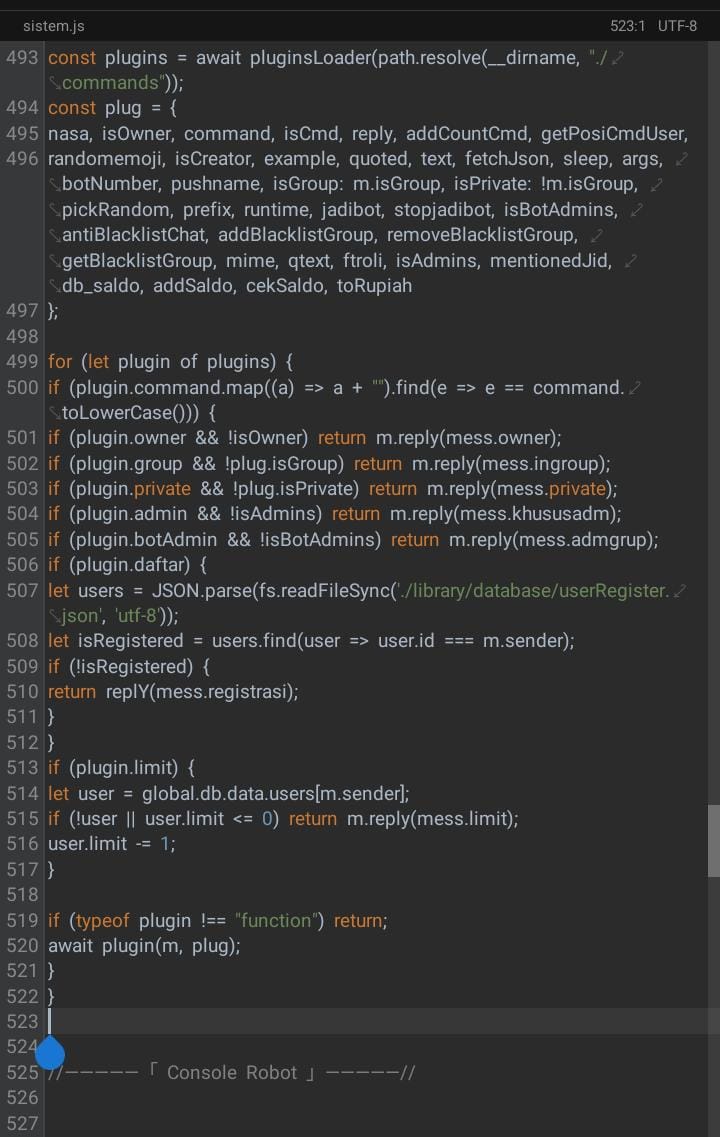 sistem.js 523:1 UTF-8
493 const plugins = await pluginsLoader(path.resolve(__dirname, "./
commands"));
494 const plug = {
495 nasa, isOwner, command, isCmd, reply, addCountCmd, getPosiCmdUser,
496 randomemoji, isCreator, example, quoted, text, fetchJson, sleep, args,
botNumber, pushname, isGroup: m.isGroup, isPrivate: !m.isGroup,
pickRandom, prefix, runtime, jadibot, stopjadibot, isBotAdmins,
antiBlacklistChat, addBlacklistGroup, removeBlacklistGroup,
getBlacklistGroup, mime, qtext, ftroli, isAdmins, mentionedJid,
db_saldo, addSaldo, cekSaldo, toRupiah
497 };
498
499 for (let plugin of plugins) {
500 if (plugin.command.map((a) => a + "").find(e => e == command.
toLowerCase())) {
501 if (plugin.owner && !isOwner) return m.reply(mess.owner);
502 if (plugin.group && !plug.isGroup) return m.reply(mess.ingroup);
503 if (plugin.private && !plug.isPrivate) return m.reply(mess.private);
504 if (plugin.admin && !isAdmins) return m.reply(mess.khususadm);
505 if (plugin.botAdmin && !isBotAdmins) return m.reply(mess.admgrup);
506 if (plugin.daftar) {
507 let users = JSON.parse(fs.readFileSync('./library/database/userRegister.
json', 'utf-8'));
508 let isRegistered = users.find(user => user.id === m.sender);
509 if (!isRegistered) {
510 return replY(mess.registrasi);
511 }
512 }
513 if (plugin.limit) {
514 let user = global.db.data.users[m.sender];
515 if (!user || user.limit <= 0) return m.reply(mess.limit);
516 user.limit -= 1;
517 }
518
519 if (typeof plugin !== "function") return;
520 await plugin(m, plug);
521 }
522 }
523
524
525 //—————「 Console Robot 」—————//
526
527